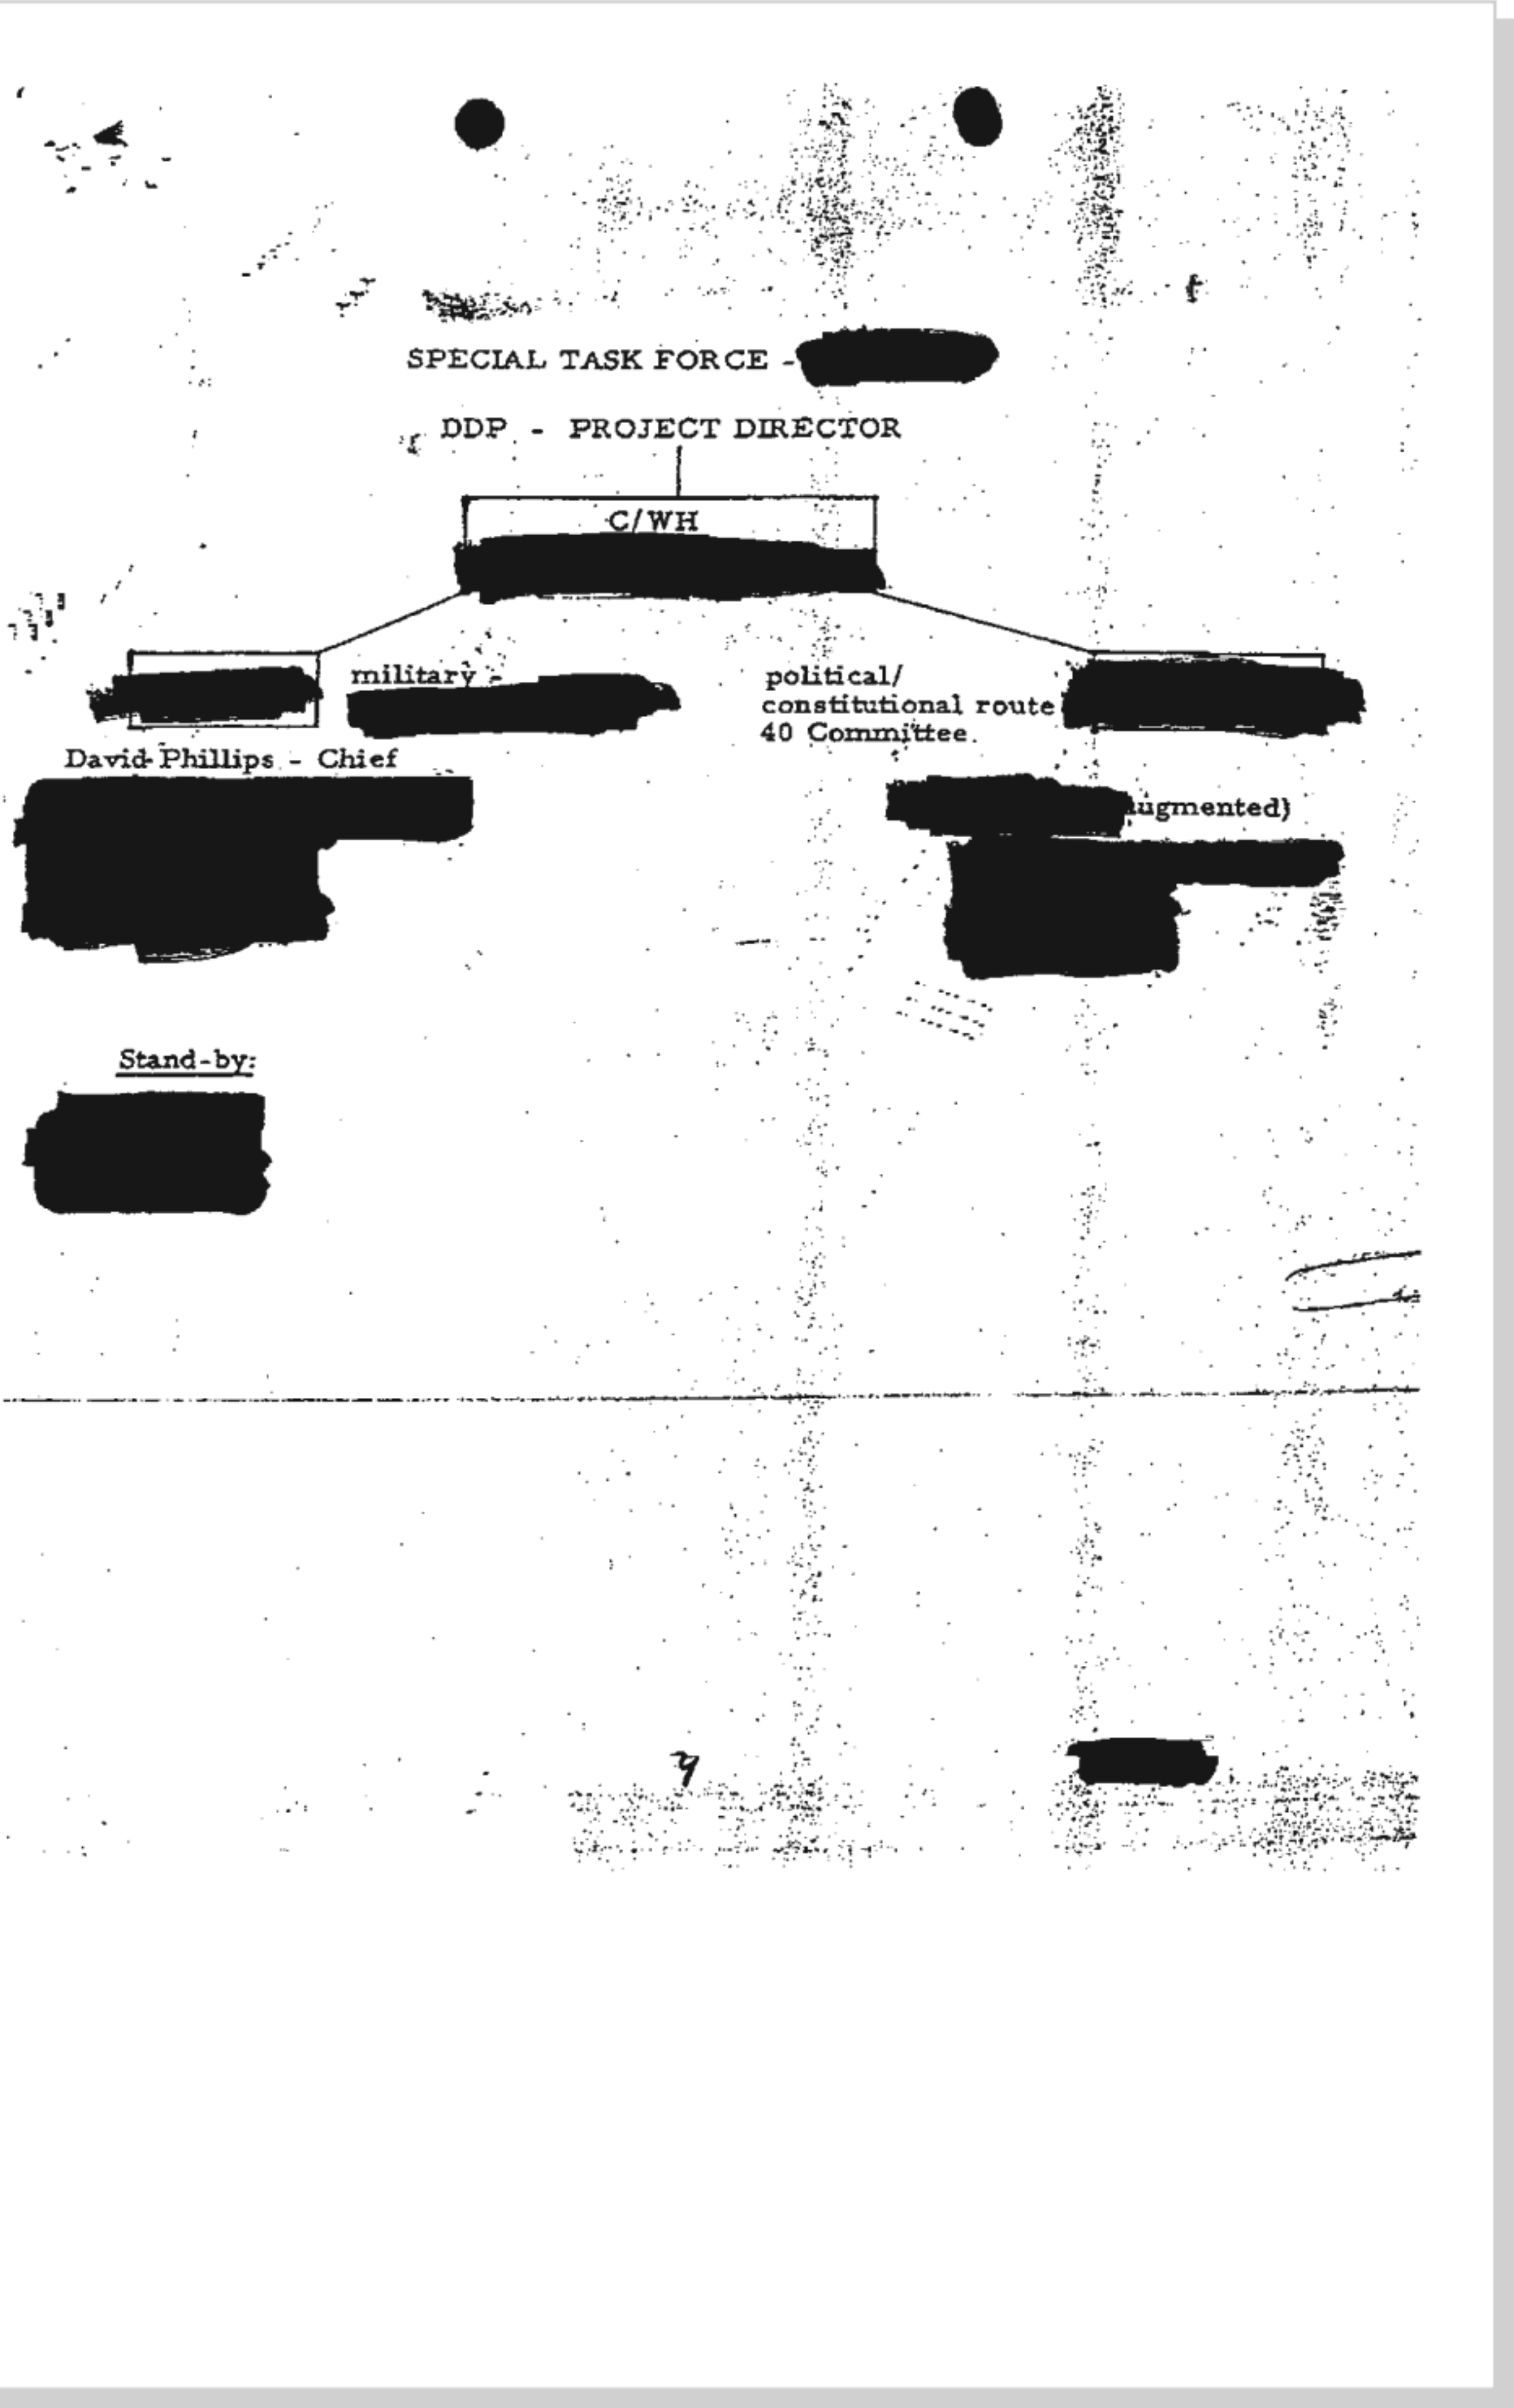 SPECIAL TASK FORCE -
DDP - PROJECT DIRECTOR
C/WH
military -
political/
constitutional route
40 Committee.
David Phillips - Chief
ugmented)
Stand-by: